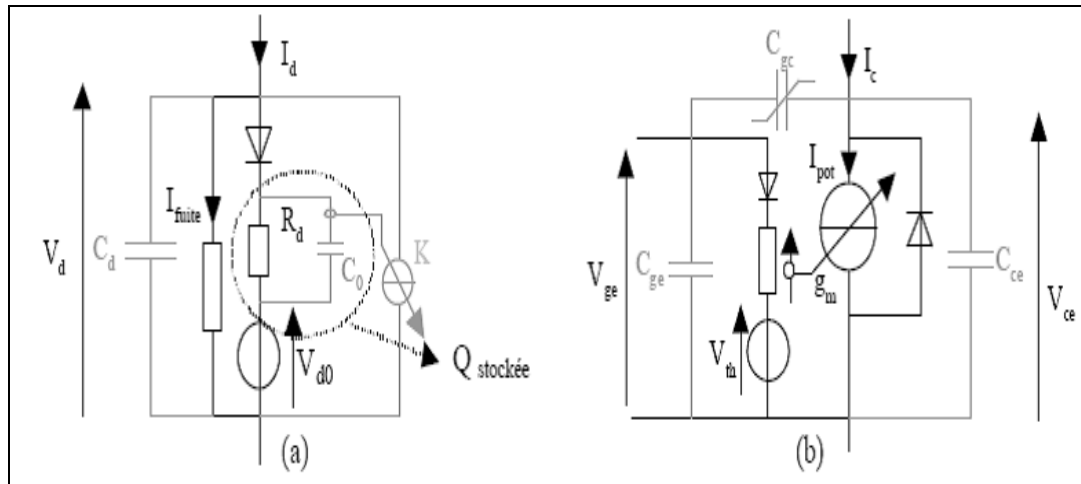 I_d
V_d
C_d
I_fuite
R_d
C_0
K
V_d0
Q stockée
(a)
C_gc
I_c
I_pot
V_ge
C_ge
g_m
V_th
C_ce
V_ce
(b)